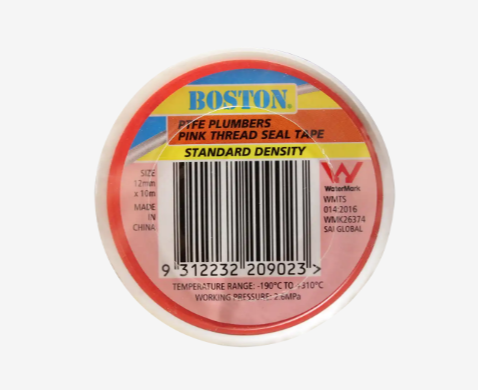 BOSTON®
PTFE PLUMBERS
PINK THREAD SEAL TAPE
STANDARD DENSITY
SIZE
12mm
x 10m
MADE
IN
CHINA
WaterMark
WMTS
014:2016
WMK26374
SAI GLOBAL
9 312232 209023 >
TEMPERATURE RANGE: -190°C TO +310°C
WORKING PRESSURE: 2.6MPa